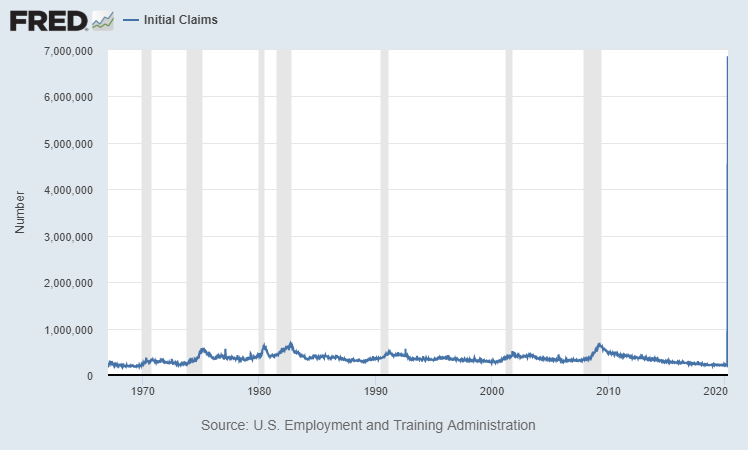 FRED
Initial Claims
7,000,000
6,000,000
5,000,000
4,000,000
3,000,000
2,000,000
1,000,000
0
Number
1970 1980 1990 2000 2010 2020
Source: U.S. Employment and Training Administration